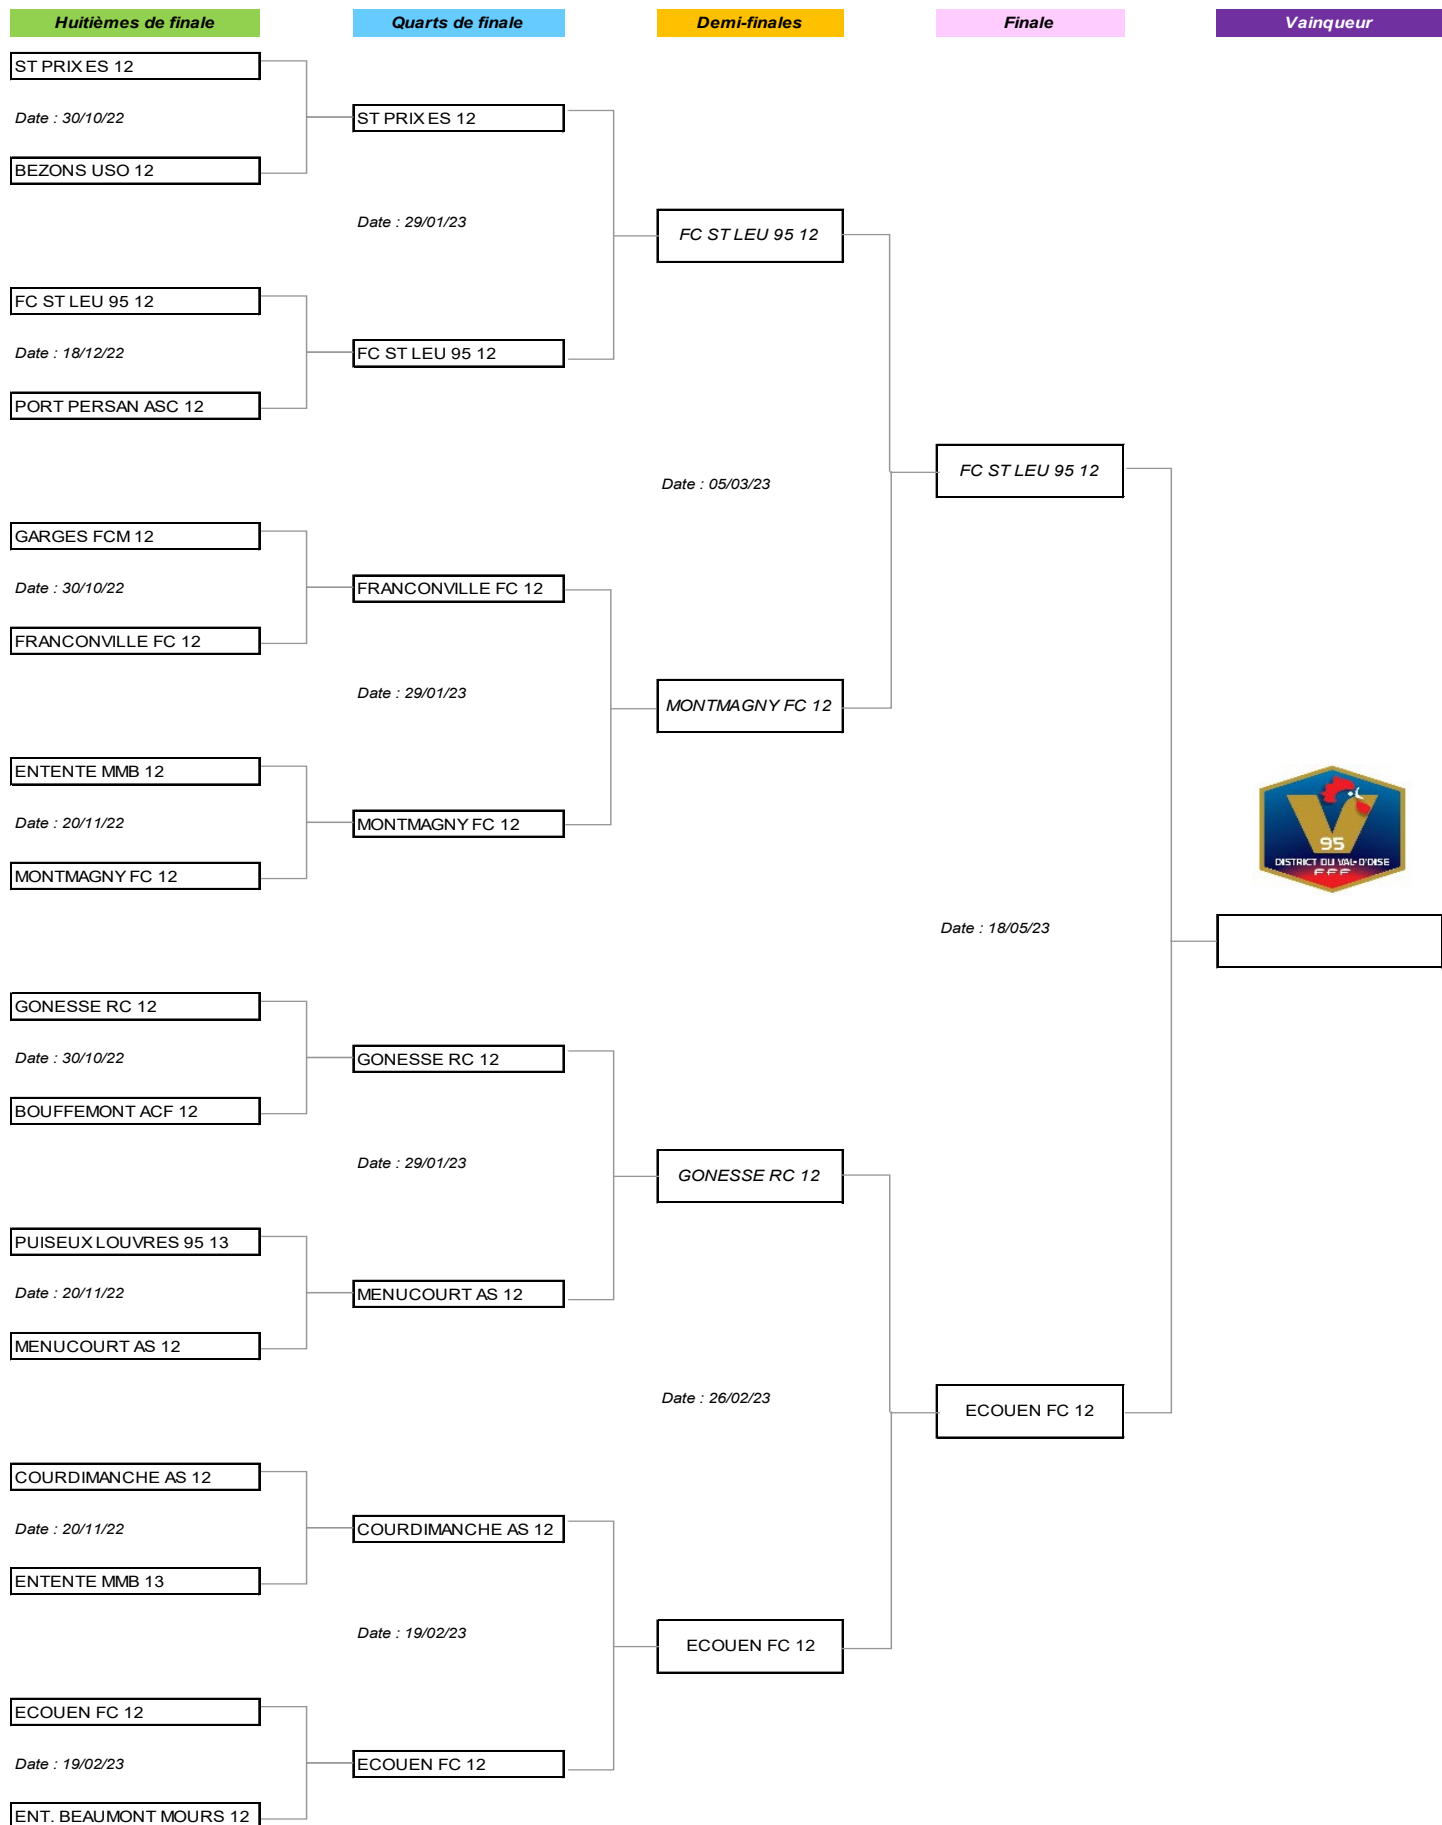 Huitièmes de finale
Quarts de finale
Demi-finales
Finale
Vainqueur
ST PRIX ES 12
Date : 30/10/22
ST PRIX ES 12
BEZONS USO 12
Date : 29/01/23
FC ST LEU 95 12
FC ST LEU 95 12
Date : 18/12/22
FC ST LEU 95 12
PORT PERSAN ASC 12
Date : 05/03/23
FC ST LEU 95 12
GARGES FCM 12
Date : 30/10/22
FRANCONVILLE FC 12
FRANCONVILLE FC 12
Date : 29/01/23
MONTMAGNY FC 12
ENTENTE MMB 12
Date : 20/11/22
MONTMAGNY FC 12
MONTMAGNY FC 12
V
95
DISTRICT DU VAL-D'OISE
FFF
Date : 18/05/23
GONESSE RC 12
Date : 30/10/22
GONESSE RC 12
BOUFFEMONT ACF 12
Date : 29/01/23
GONESSE RC 12
PUISEUX LOUVRES 95 13
Date : 20/11/22
MENUCOURT AS 12
MENUCOURT AS 12
Date : 26/02/23
ECOUEN FC 12
COURDIMANCHE AS 12
Date : 20/11/22
COURDIMANCHE AS 12
ENTENTE MMB 13
Date : 19/02/23
ECOUEN FC 12
ECOUEN FC 12
Date : 19/02/23
ECOUEN FC 12
ENT. BEAUMONT MOURS 12